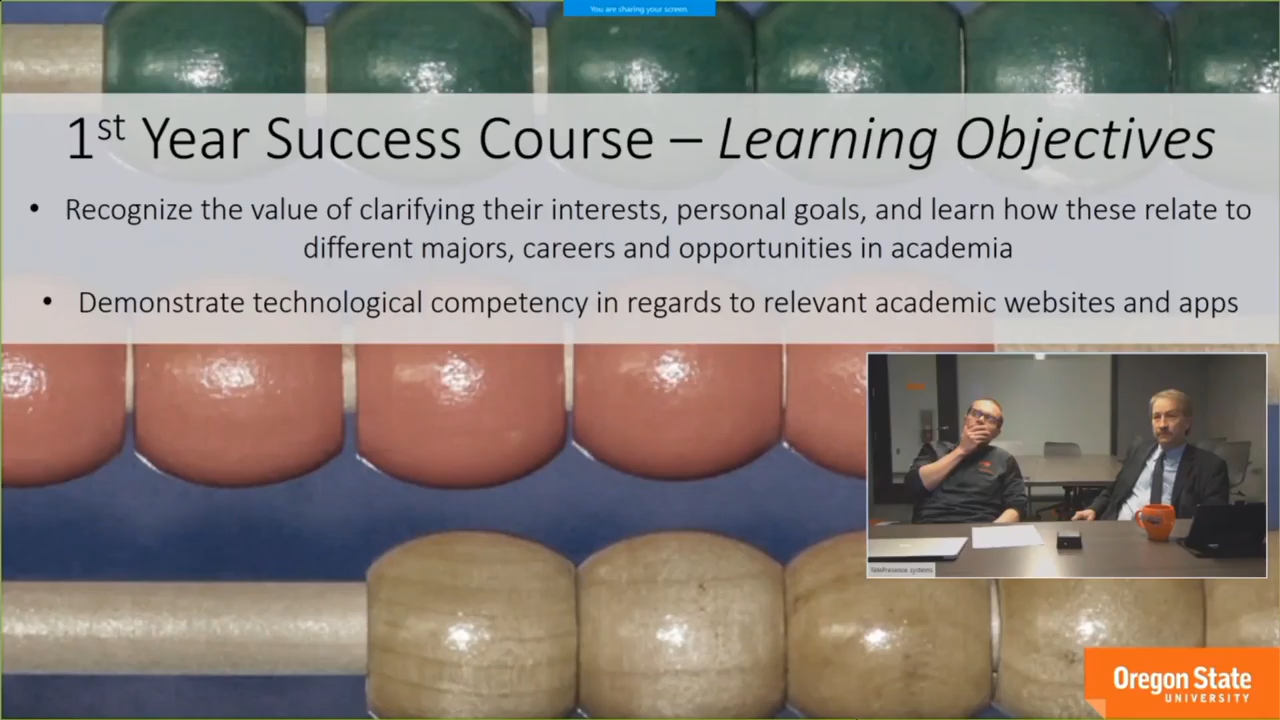 You are sharing your screen.
1st Year Success Course – Learning Objectives
• Recognize the value of clarifying their interests, personal goals, and learn how these relate to
different majors, careers and opportunities in academia
• Demonstrate technological competency in regards to relevant academic websites and apps
TelePresence systems
Oregon State
UNIVERSITY